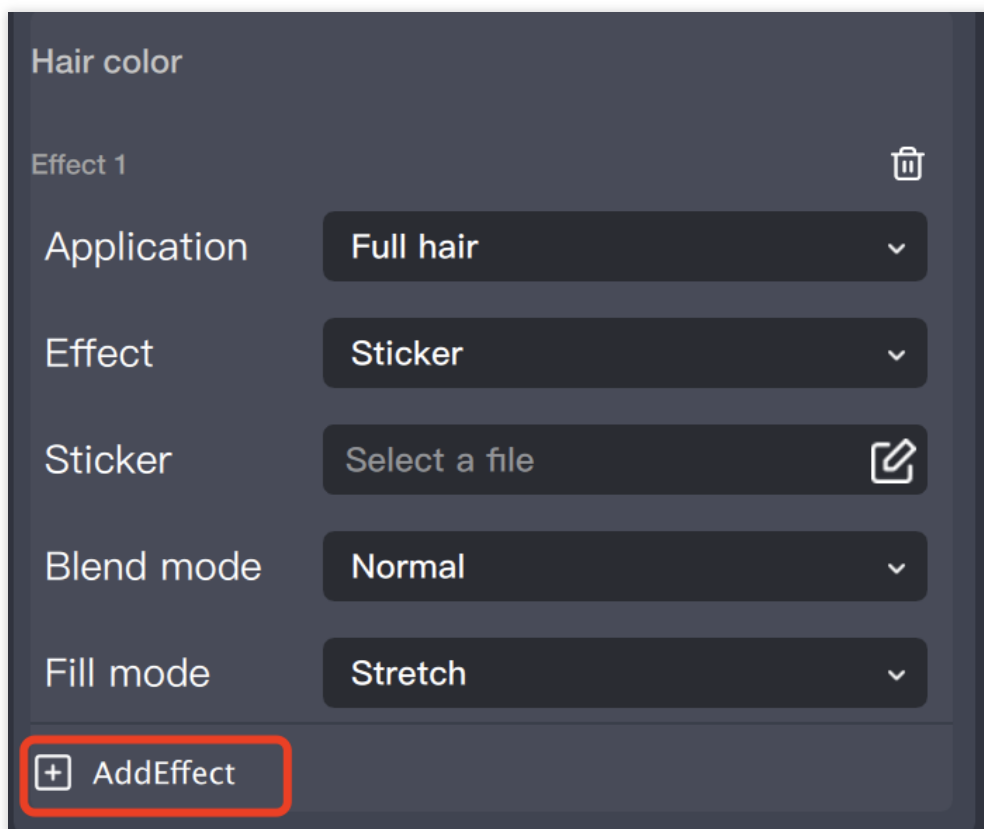 Hair color
Effect 1
Application Full hair
Effect Sticker
Sticker Select a file
Blend mode Normal
Fill mode Stretch
AddEffect